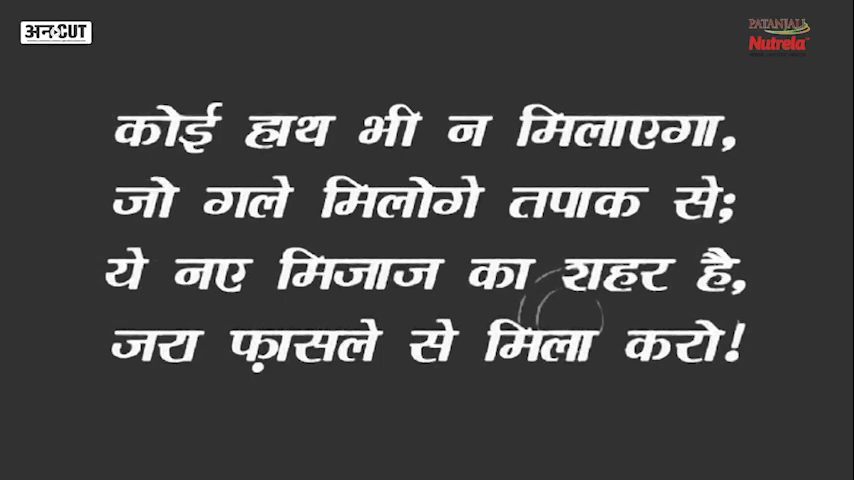 अनCUT
PATANJALI
Nutrela
कोई हाथ भी न मिलाएगा,
जो गले मिलोगे तपाक से;
ये नए मिजाज का शहर है,
जरा फ़ासले से मिला करो!